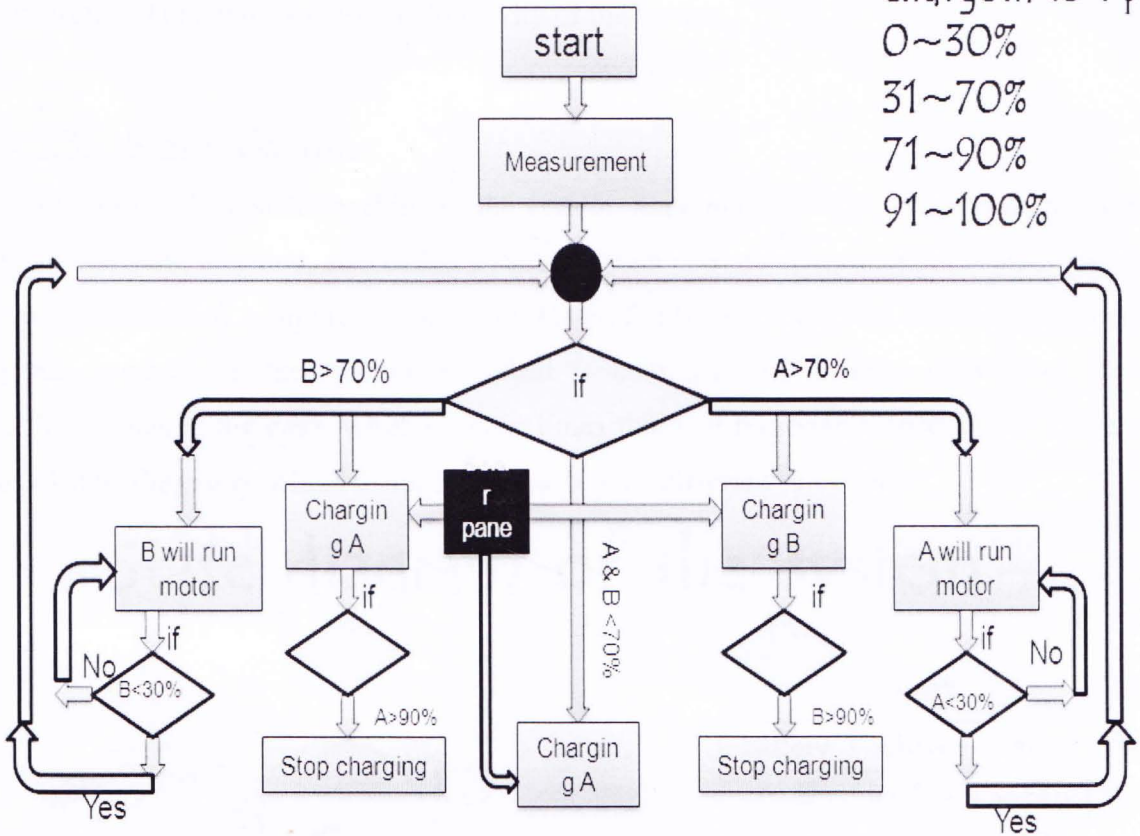 start
0~30%
31~70%
Measurement
71~90%
91~100%
B>70%
if
A>70%
r
pane
Chargin
g A
Chargin
g B
B will run
motor
A will run
motor
A & B <70%
if
if
if
if
No
B<30%
A<30%
No
A>90%
B>90%
Stop charging
Chargin
g A
Stop charging
Yes
Yes